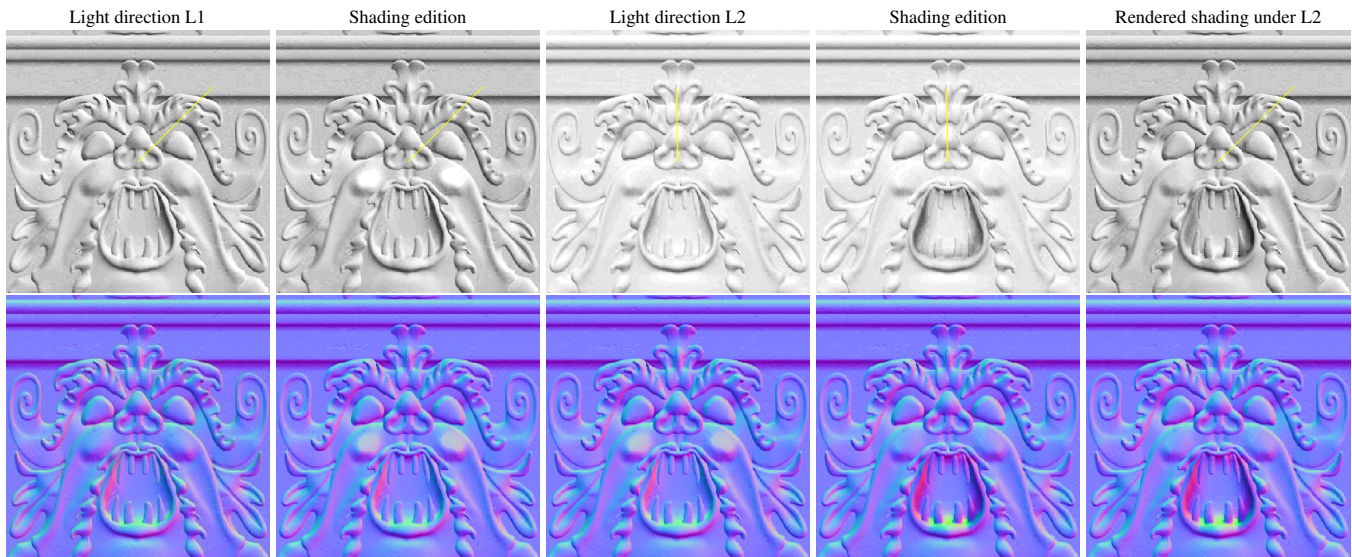 Light direction L1
Shading edition
Light direction L2
Shading edition
Rendered shading under L2